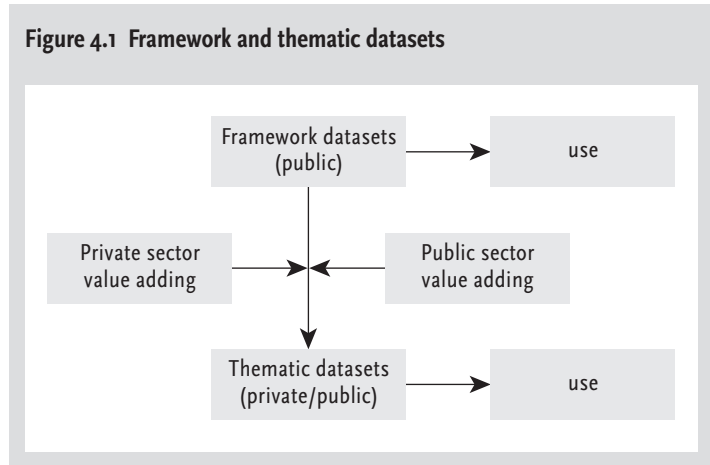 Figure 4.1 Framework and thematic datasets
Framework datasets
(public)
use
Private sector
value adding
Public sector
value adding
Thematic datasets
(private/public)
use